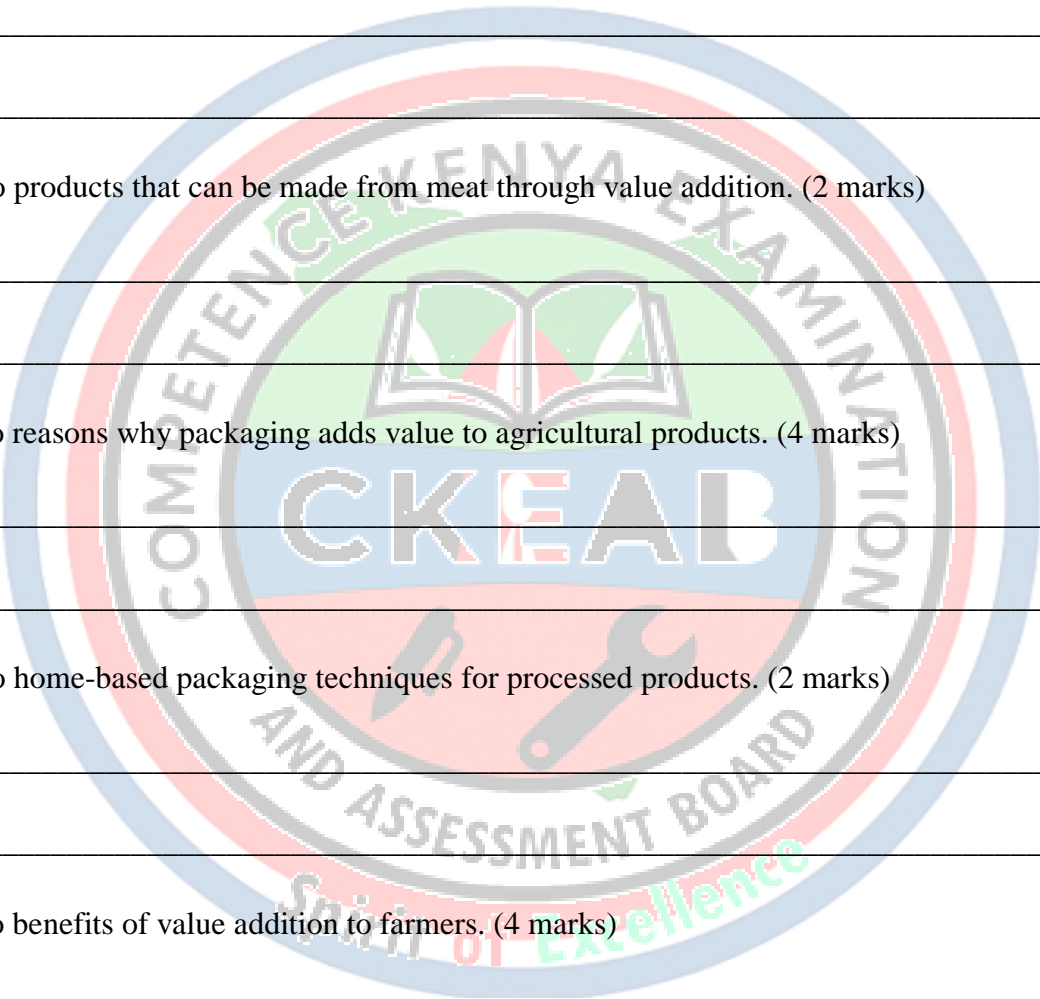 COMPETENCE KENYA EXAMINATION
o products that can be made from meat through value addition. (2 marks)
o reasons why packaging adds value to agricultural products. (4 marks)
CKEAB
o home-based packaging techniques for processed products. (2 marks)
AND ASSESSMENT BOARD
Spirit of Excellence
o benefits of value addition to farmers. (4 marks)